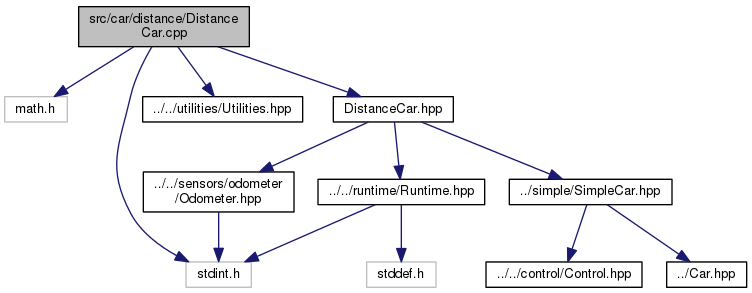 src/car/distance/Distance
Car.cpp
math.h
../../utilities/Utilities.hpp
DistanceCar.hpp
../../sensors/odometer
/Odometer.hpp
../../runtime/Runtime.hpp
../simple/SimpleCar.hpp
stdint.h
stddef.h
../../control/Control.hpp
../Car.hpp